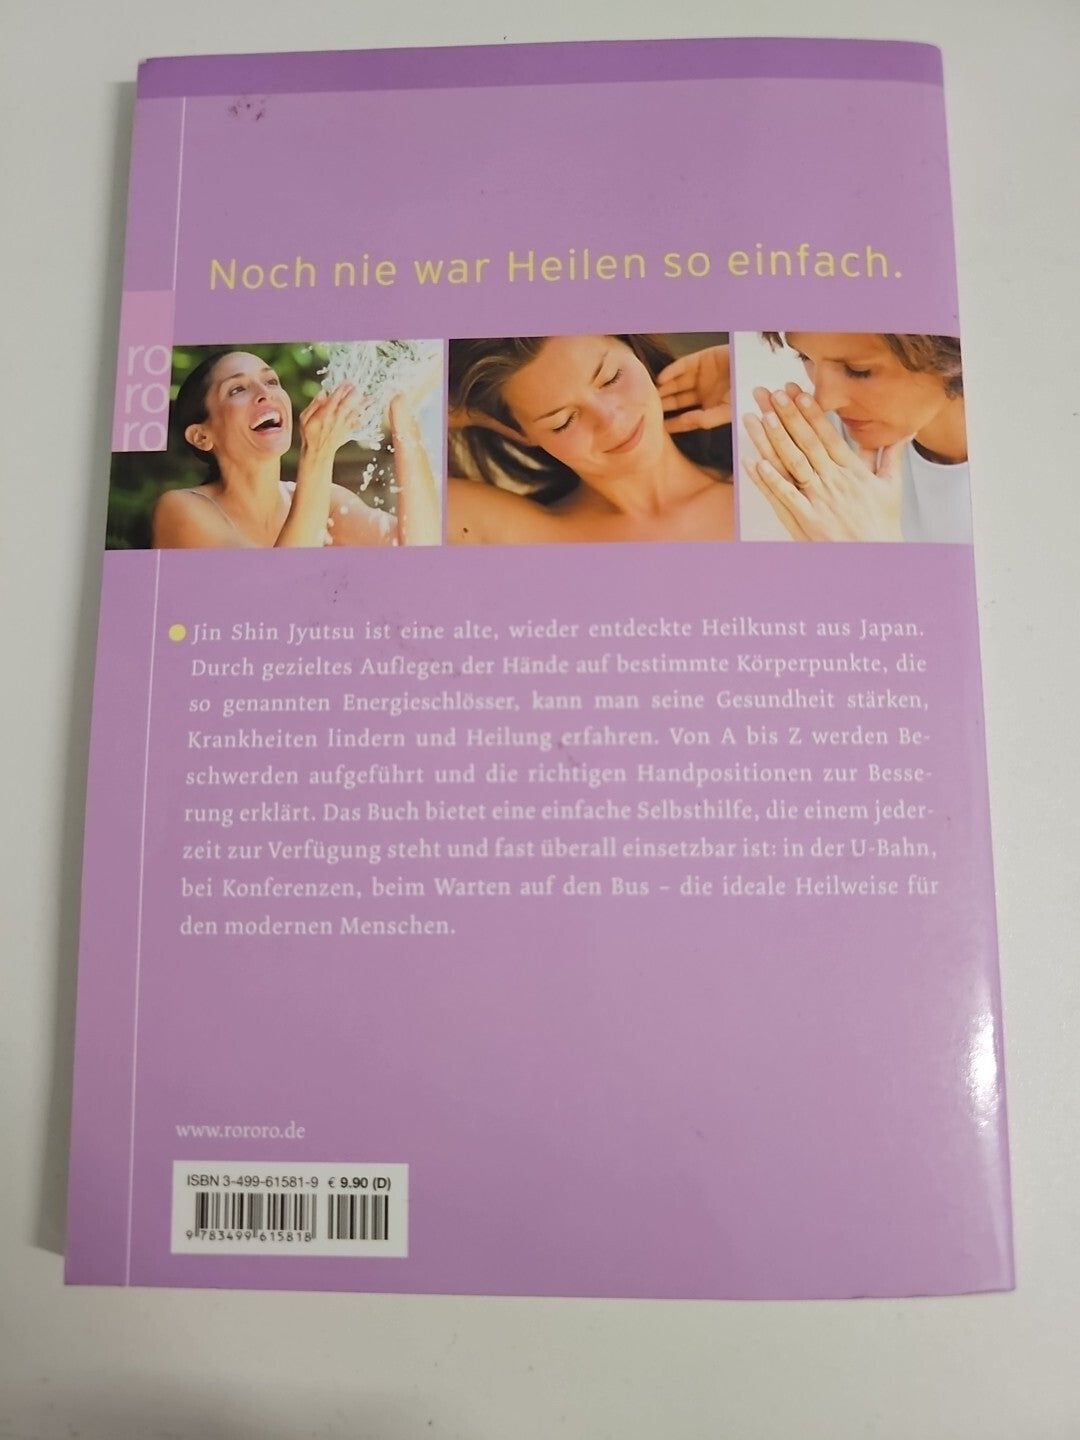 Noch nie war Heilen so einfach.
ro
ro
ro
Jin Shin Jyutsu ist eine alte, wieder entdeckte Heilkunst aus Japan.
Durch gezieltes Auflegen der Hände auf bestimmte Körperpunkte, die
so genannten Energieschlösser, kann man seine Gesundheit stärken,
Krankheiten lindern und Heilung erfahren. Von A bis Z werden Be-
schwerden aufgeführt und die richtigen Handpositionen zur Besse-
rung erklärt. Das Buch bietet eine einfache Selbsthilfe, die einem jeder-
zeit zur Verfügung steht und fast überall einsetzbar ist: in der U-Bahn,
bei Konferenzen, beim Warten auf den Bus – die ideale Heilweise für
den modernen Menschen.
www.rororo.de
ISBN 3-499-61581-9 € 9.90 (D)
9 783499 615818